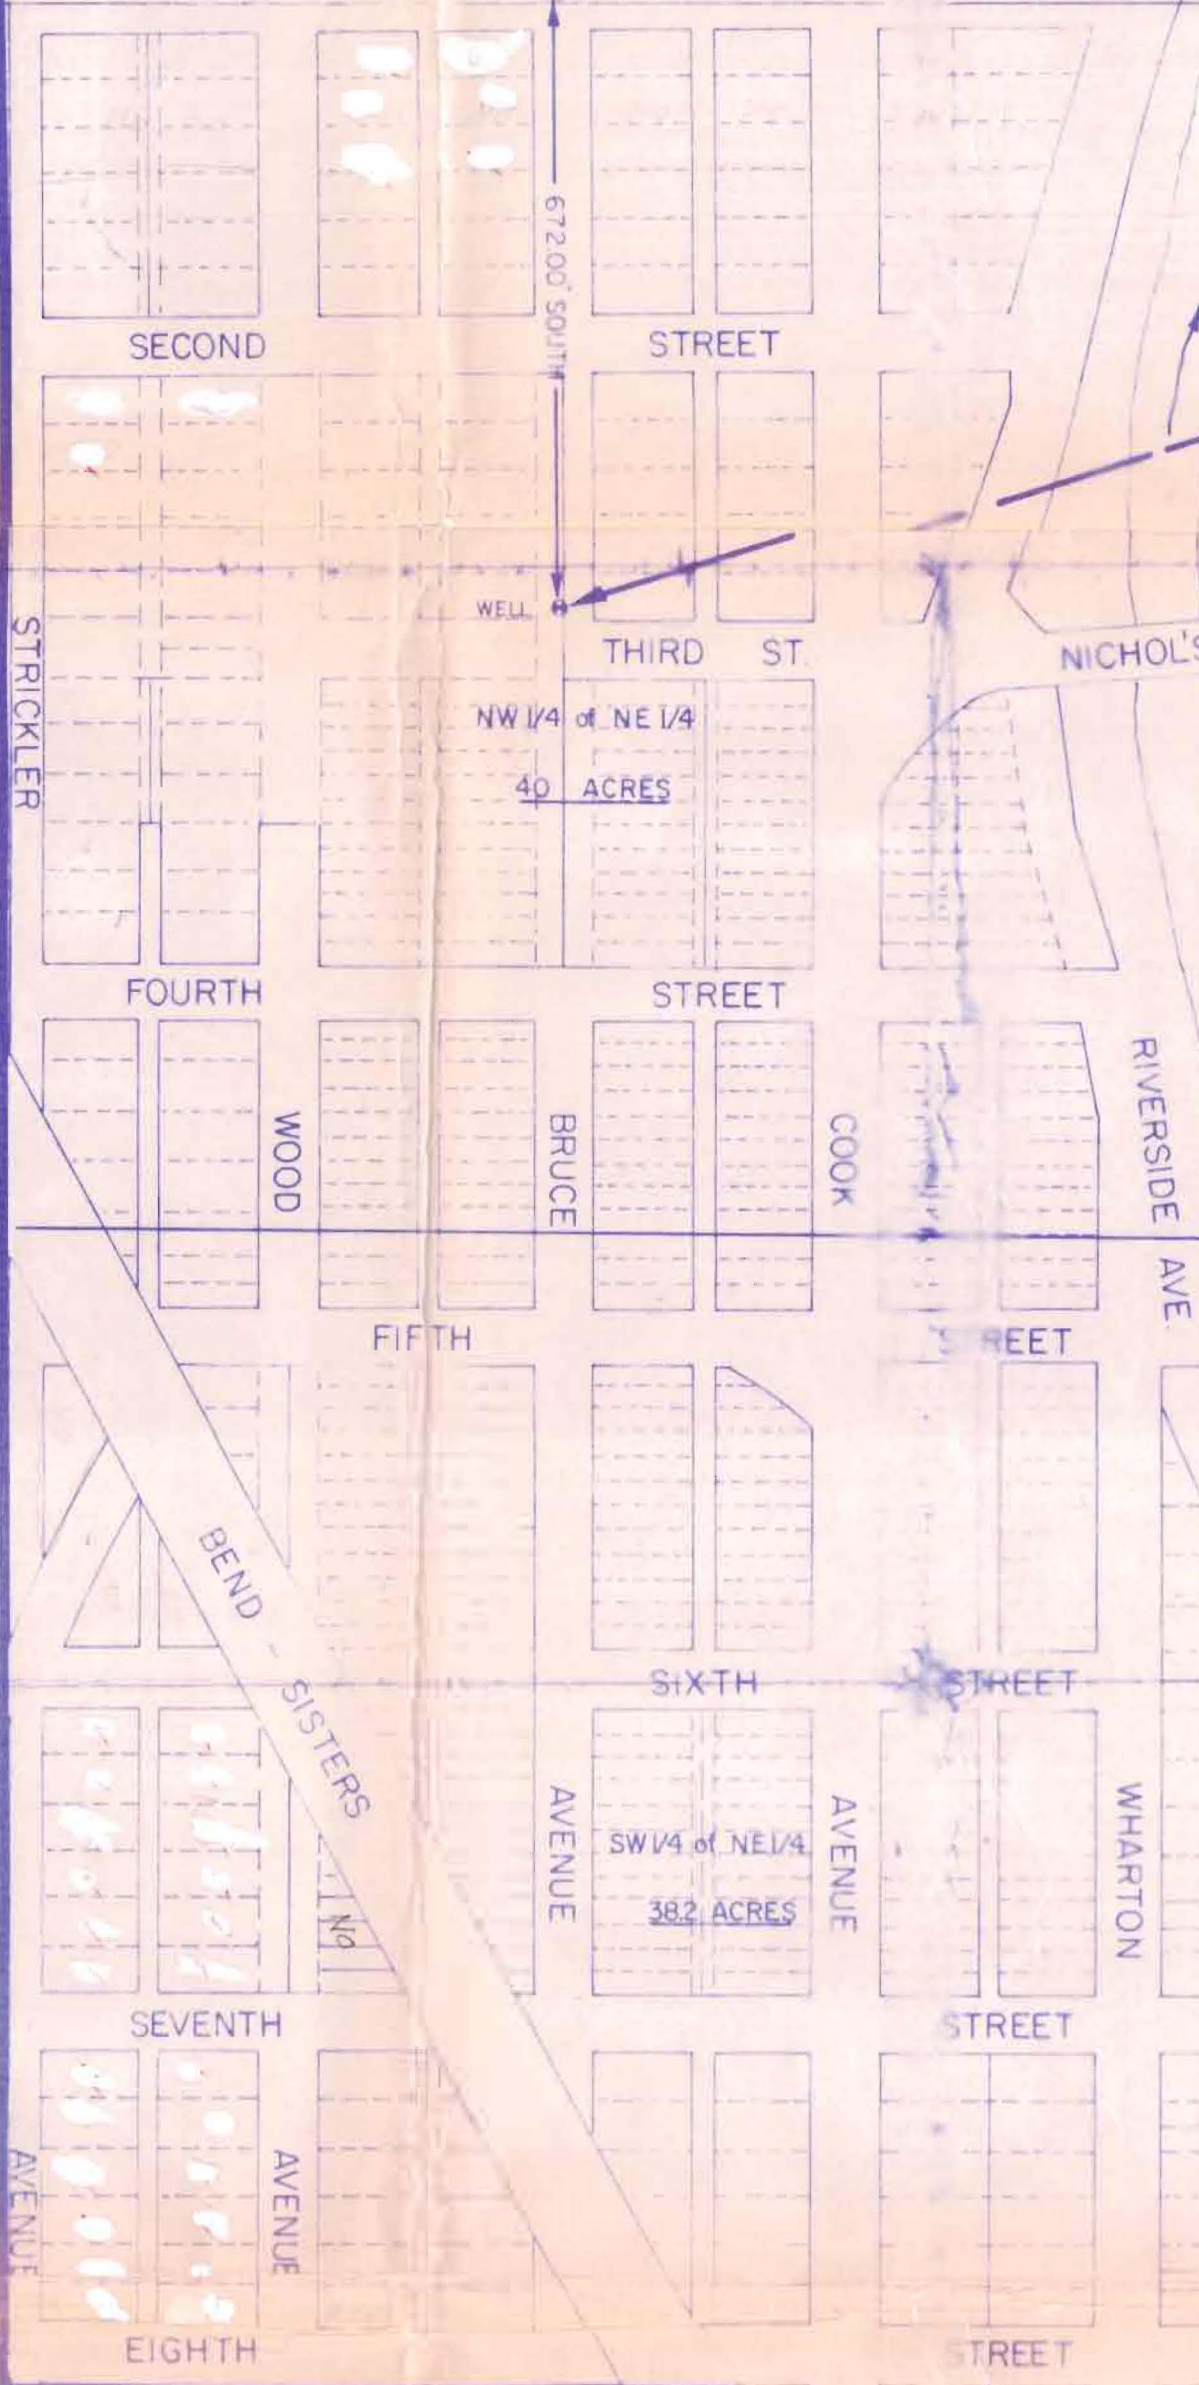 672.00' SOUTH
SECOND STREET
WELL
THIRD ST.
NICHOL'S
STRICKLER
NW 1/4 of NE 1/4
40 ACRES
FOURTH STREET
WOOD
BRUCE
COOK
RIVERSIDE AVE.
FIFTH
BEND - SISTERS
SIXTH STREET
AVENUE
AVENUE
WHARTON
SW 1/4 of NE 1/4
38.2 ACRES
NO
SEVENTH STREET
AVENUE
AVENUE
EIGHTH STREET